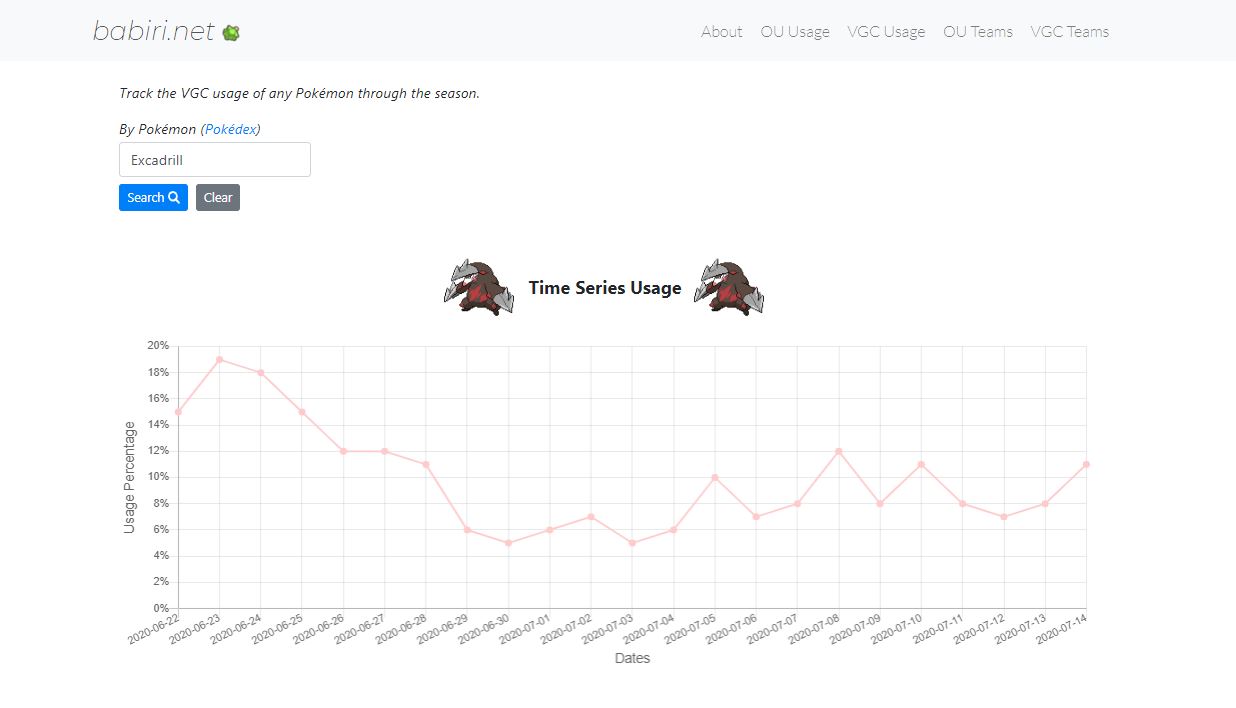 babiri.net
About OU Usage VGC Usage OU Teams VGC Teams
Track the VGC usage of any Pokémon through the season.
By Pokémon (Pokédex)
Excadrill
Search Clear
Time Series Usage
20%
18%
16%
14%
12%
10%
8%
6%
4%
2%
0%
Usage Percentage
2020-06-22 2020-06-23 2020-06-24 2020-06-25 2020-06-26 2020-06-27 2020-06-28 2020-06-29 2020-06-30 2020-07-01 2020-07-02 2020-07-03 2020-07-04 2020-07-05 2020-07-06 2020-07-07 2020-07-08 2020-07-09 2020-07-10 2020-07-11 2020-07-12 2020-07-13 2020-07-14
Dates